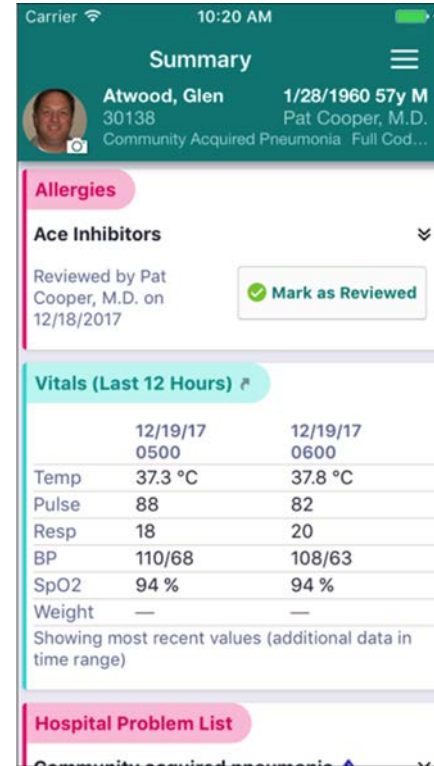 Carrier 10:20 AM
Summary
Atwood, Glen 1/28/1960 57y M
30138 Pat Cooper, M.D.
Community Acquired Pneumonia Full Cod...
Allergies
Ace Inhibitors
Reviewed by Pat
Cooper, M.D. on
12/18/2017
Mark as Reviewed
Vitals (Last 12 Hours)
12/19/17 12/19/17
0500 0600
Temp 37.3 °C 37.8 °C
Pulse 88 82
Resp 18 20
BP 110/68 108/63
SpO2 94 % 94 %
Weight — —
Showing most recent values (additional data in
time range)
Hospital Problem List
Community acquired pneumonia